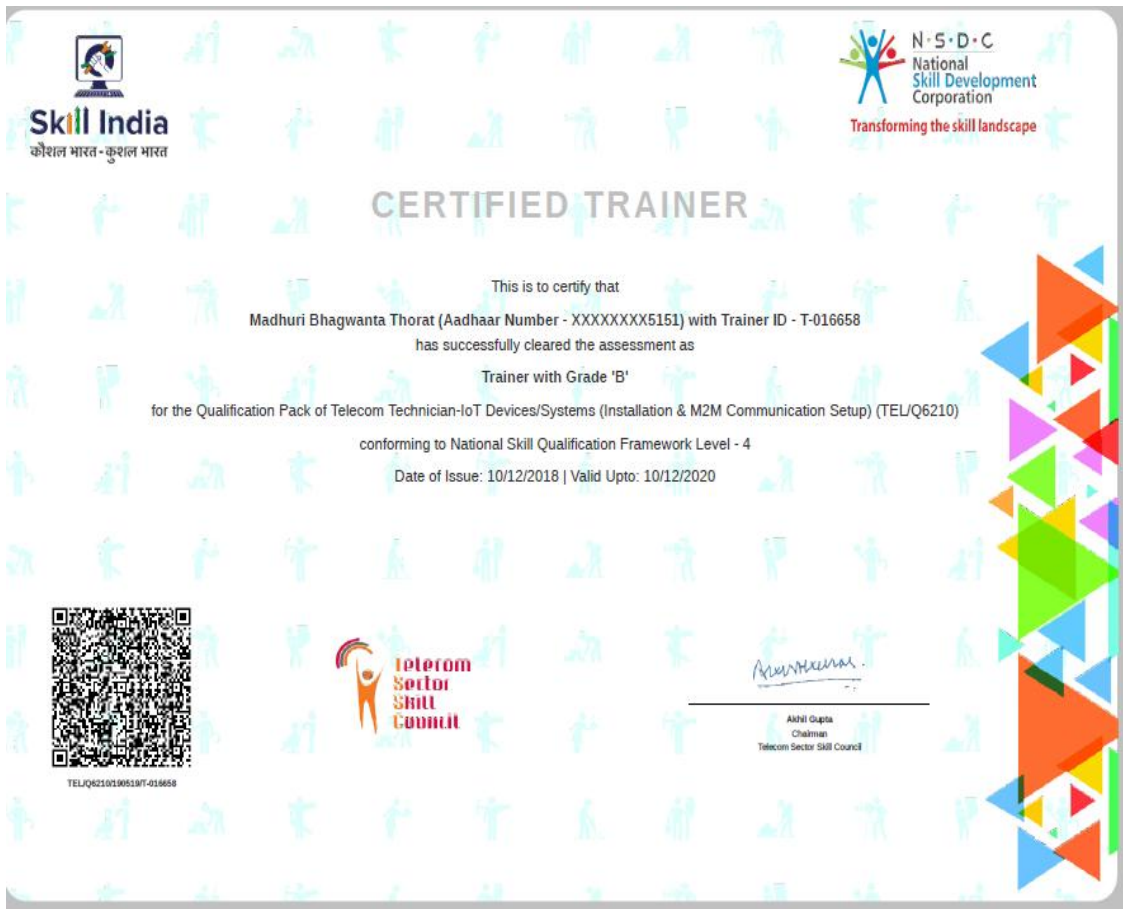 Skill India
कौशल भारत - कुशल भारत
N·S·D·C
National
Skill Development
Corporation
Transforming the skill landscape
CERTIFIED TRAINER
This is to certify that
Madhuri Bhagwanta Thorat (Aadhaar Number - XXXXXXXX5151) with Trainer ID - T-016658
has successfully cleared the assessment as
Trainer with Grade 'B'
for the Qualification Pack of Telecom Technician-IoT Devices/Systems (Installation & M2M Communication Setup) (TEL/Q6210)
conforming to National Skill Qualification Framework Level - 4
Date of Issue: 10/12/2018 | Valid Upto: 10/12/2020
TEL/Q6210/190519/T-016658
Telecom
Sector
Skill
Council
Akhil Gupta
Chairman
Telecom Sector Skill Council